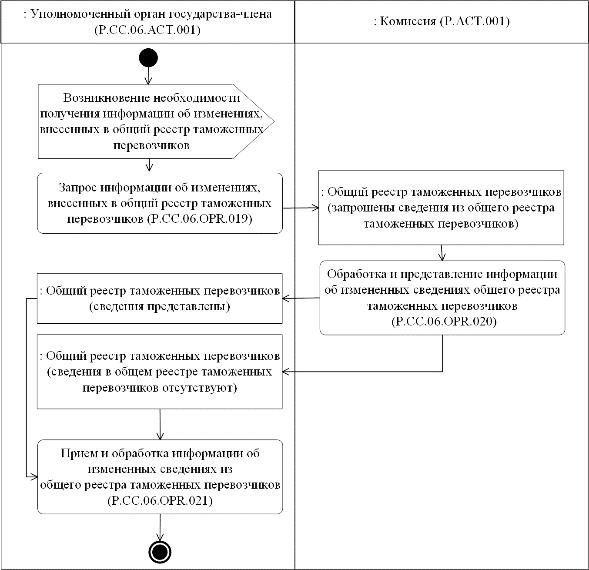 : Уполномоченный орган государства-члена
(P.CC.06.ACT.001)
: Комиссия (P.ACT.001)
Возникновение необходимости
получения информации об изменениях,
внесенных в общий реестр таможенных
перевозчиков
Запрос информации об изменениях,
внесенных в общий реестр таможенных
перевозчиков (P.CC.06.OPR.019)
: Общий реестр таможенных перевозчиков
(запрошены сведения из общего реестра
таможенных перевозчиков)
Обработка и представление информации
об измененных сведениях общего реестра
таможенных перевозчиков
(P.CC.06.OPR.020)
: Общий реестр таможенных перевозчиков
(сведения представлены)
: Общий реестр таможенных перевозчиков
(сведения в общем реестре таможенных
перевозчиков отсутствуют)
Прием и обработка информации об
измененных сведениях из
общего реестра таможенных перевозчиков
(P.CC.06.OPR.021)